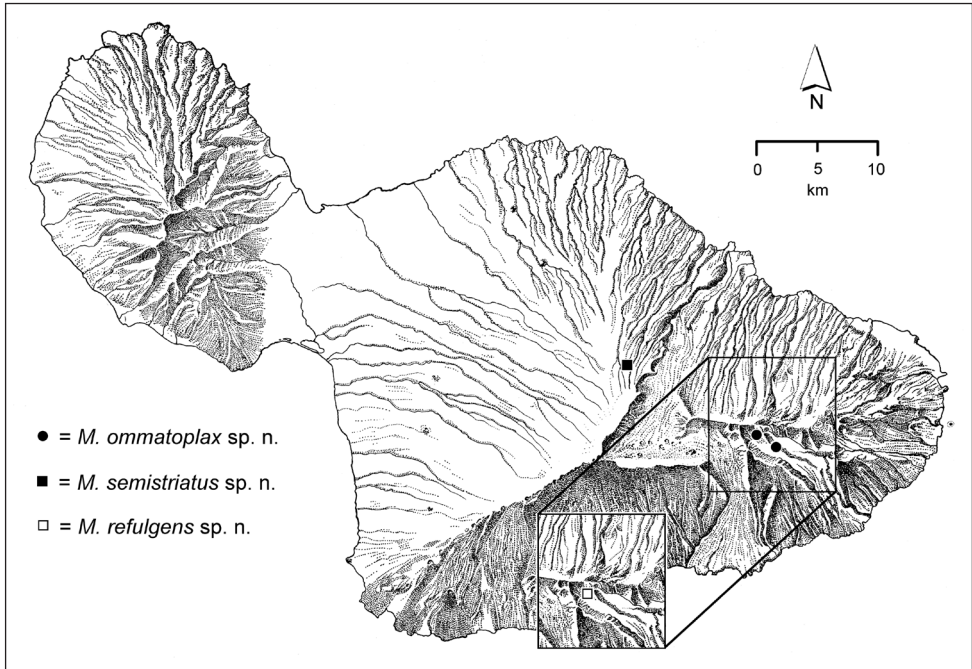 N
0 5 10
km
● = M. ommatoplax sp. n.
■ = M. semistriatus sp. n.
□ = M. refulgens sp. n.